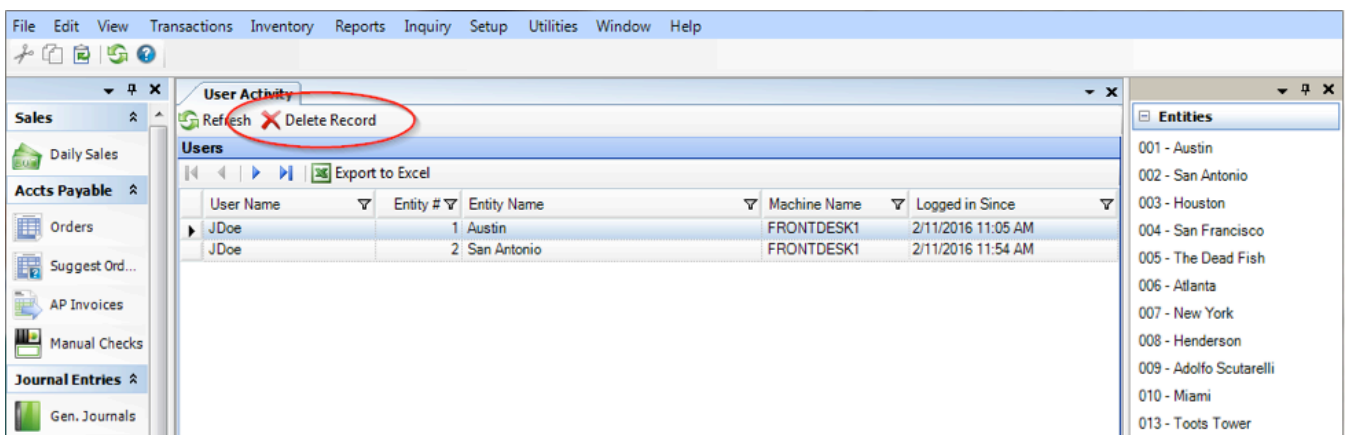 File Edit View Transactions Inventory Reports Inquiry Setup Utilities Window Help
Sales
Daily Sales
Accts Payable
Orders
Suggest Ord...
AP Invoices
Manual Checks
Journal Entries
Gen. Journals
User Activity
Refresh Delete Record
Users
Export to Excel
User Name Entity # Entity Name Machine Name Logged in Since
JDoe 1 Austin FRONTDESK1 2/11/2016 11:05 AM
JDoe 2 San Antonio FRONTDESK1 2/11/2016 11:54 AM
Entities
001 - Austin
002 - San Antonio
003 - Houston
004 - San Francisco
005 - The Dead Fish
006 - Atlanta
007 - New York
008 - Henderson
009 - Adolfo Scutarelli
010 - Miami
013 - Toots Tower